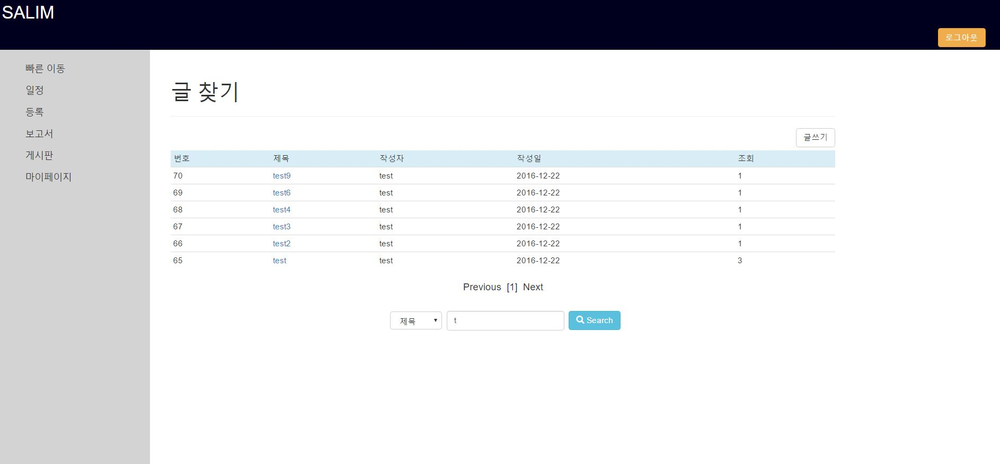 SALIM
로그아웃
빠른 이동
일정
등록
보고서
게시판
마이페이지
글 찾기
글쓰기
번호 제목 작성자 작성일 조회
70 test9 test 2016-12-22 1
69 test6 test 2016-12-22 1
68 test4 test 2016-12-22 1
67 test3 test 2016-12-22 1
66 test2 test 2016-12-22 1
65 test test 2016-12-22 3
Previous [1] Next
제목 t Search